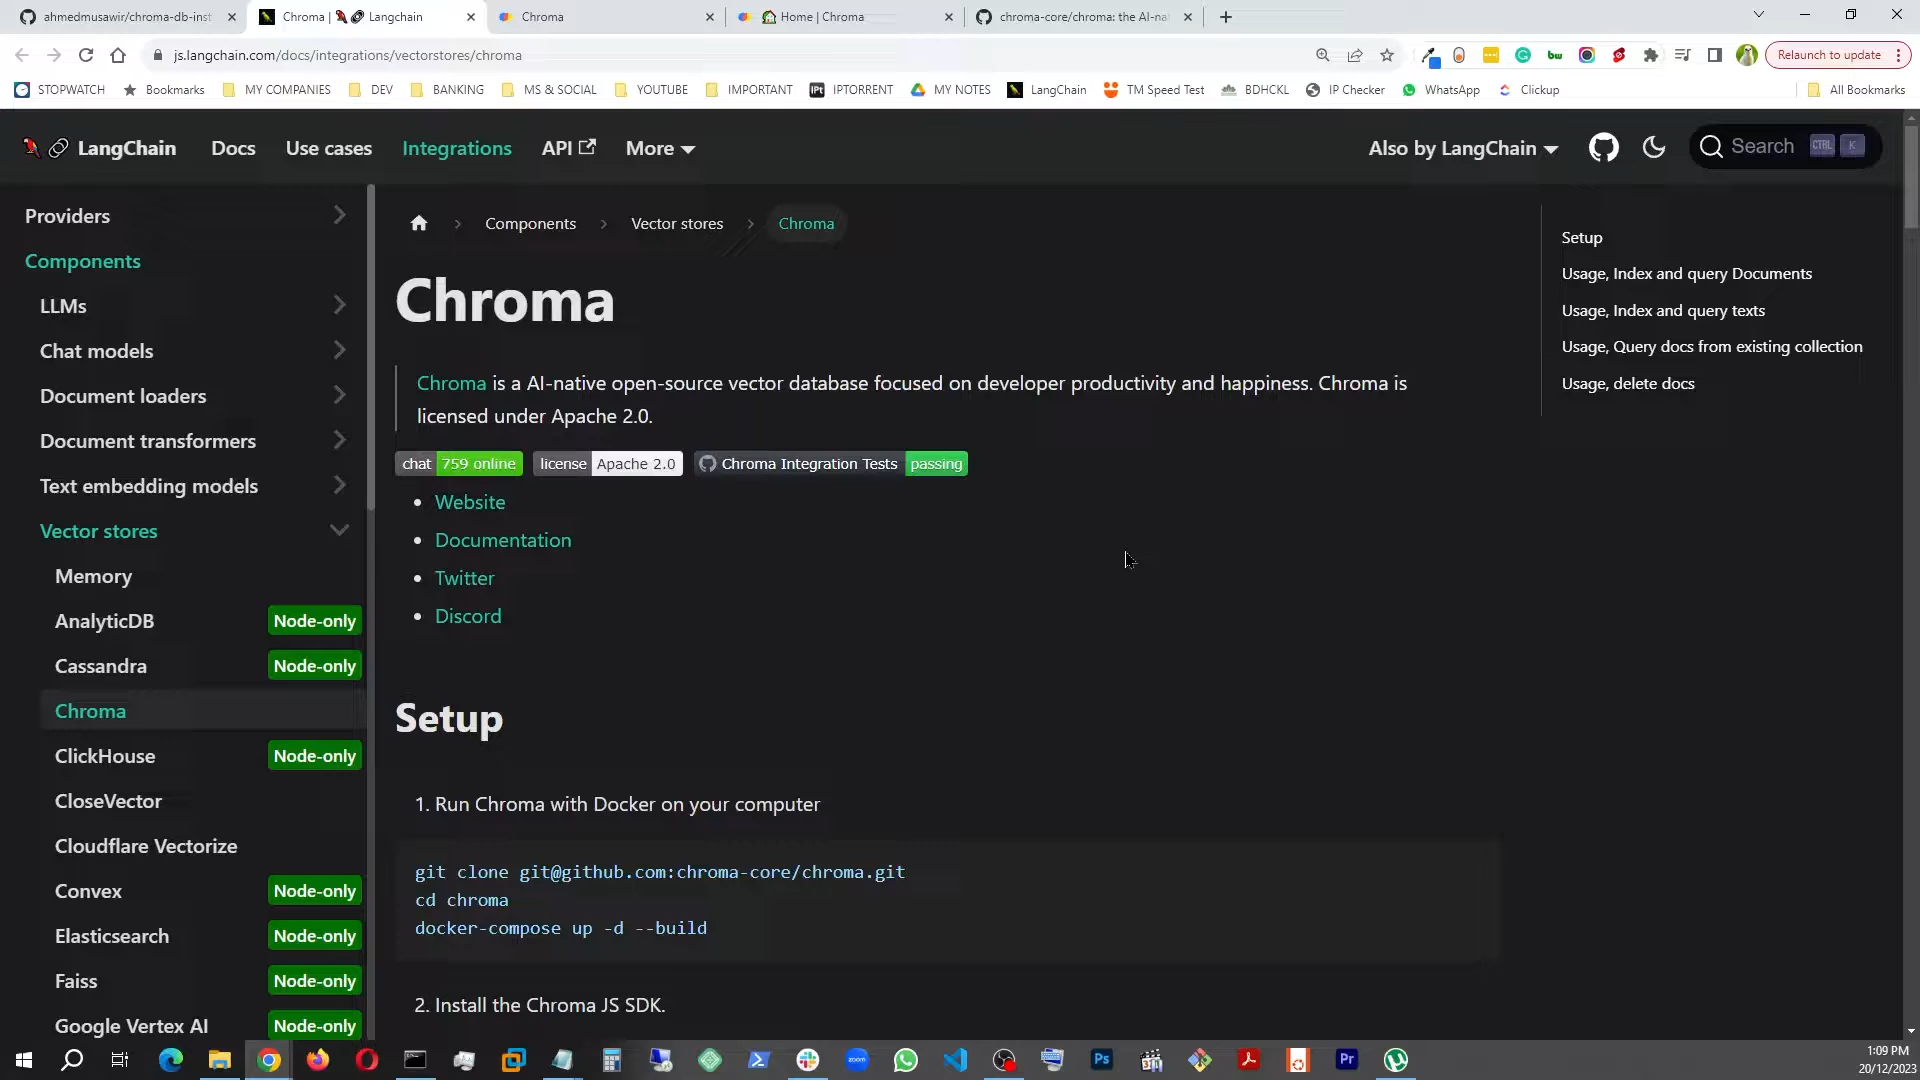 ahmedmusawir/chroma-db-inst
Chroma | Langchain
Chroma
Home | Chroma
chroma-core/chroma: the AI-nat
js.langchain.com/docs/integrations/vectorstores/chroma
Relaunch to update
STOPWATCH
Bookmarks
MY COMPANIES
DEV
BANKING
MS & SOCIAL
YOUTUBE
IMPORTANT
IPt
IPTORRENT
MY NOTES
LangChain
TM Speed Test
BDHCKL
IP Checker
WhatsApp
Clickup
All Bookmarks
LangChain
Docs
Use cases
Integrations
API
More
Also by LangChain
Search
CTRL
K
Providers
Components
LLMs
Chat models
Document loaders
Document transformers
Text embedding models
Vector stores
Memory
AnalyticDB Node-only
Cassandra Node-only
Chroma
ClickHouse Node-only
CloseVector
Cloudflare Vectorize
Convex Node-only
Elasticsearch Node-only
Faiss Node-only
Google Vertex AI Node-only
Components
Vector stores
Chroma
Chroma
Chroma is a AI-native open-source vector database focused on developer productivity and happiness. Chroma is
licensed under Apache 2.0.
chat 759 online license Apache 2.0 Chroma Integration Tests passing
• Website
• Documentation
• Twitter
• Discord
Setup
1. Run Chroma with Docker on your computer
git clone git@github.com:chroma-core/chroma.git
cd chroma
docker-compose up -d --build
2. Install the Chroma JS SDK.
Setup
Usage, Index and query Documents
Usage, Index and query texts
Usage, Query docs from existing collection
Usage, delete docs
zoom
Ps
Pr
1:09 PM
20/12/2023